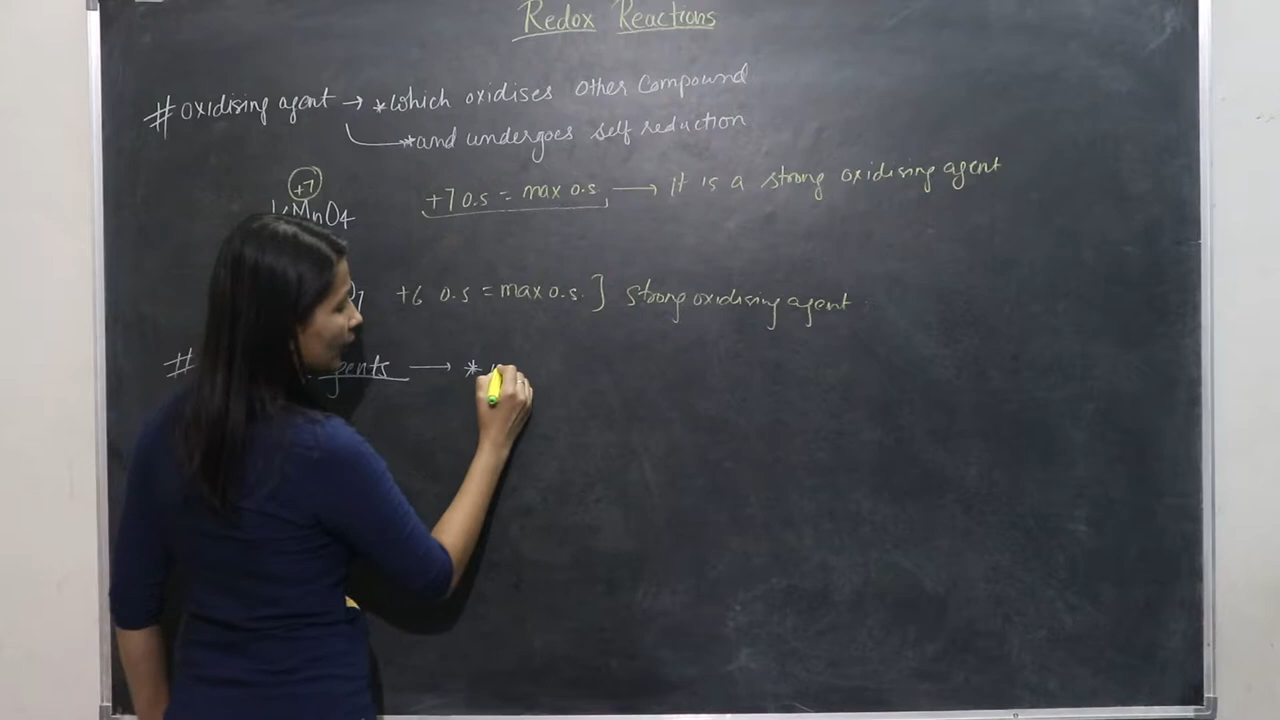 Redox Reactions
# oxidising agent → *which oxidises other compound
*and undergoes self reduction
+7
KMnO4 +7 o.s = max o.s. → It is a strong oxidising agent
7 +6 o.s = max o.s. ] strong oxidising agent
# gents → *